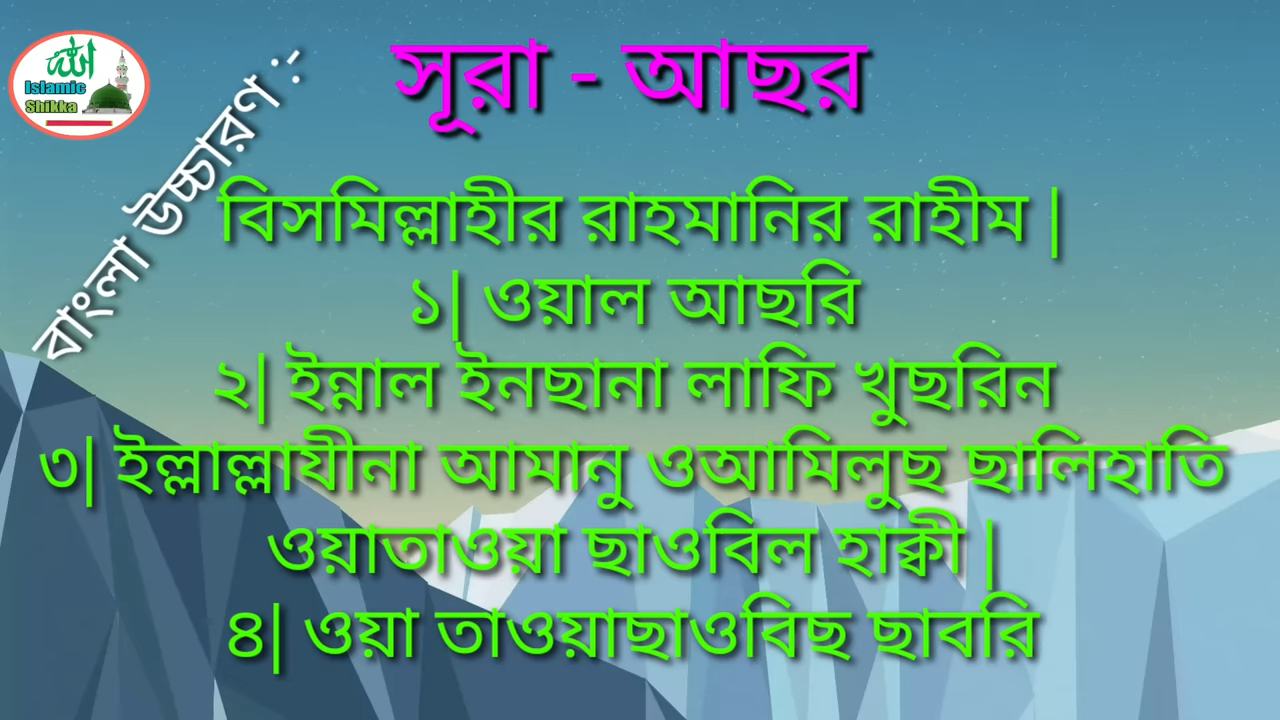 الله
Islamic
Shikka
বাংলা উচ্চারণ :-
সূরা - আছর
বিসমিল্লাহীর রাহমানির রাহীম |
১| ওয়াল আছরি
২| ইন্নাল ইনছানা লাফি খুছরিন
৩| ইল্লাল্লাযীনা আমানু ওআমিলুছ ছালিহাতি
ওয়াতাওয়া ছাওবিল হাক্বী |
৪| ওয়া তাওয়াছাওবিছ ছাবরি